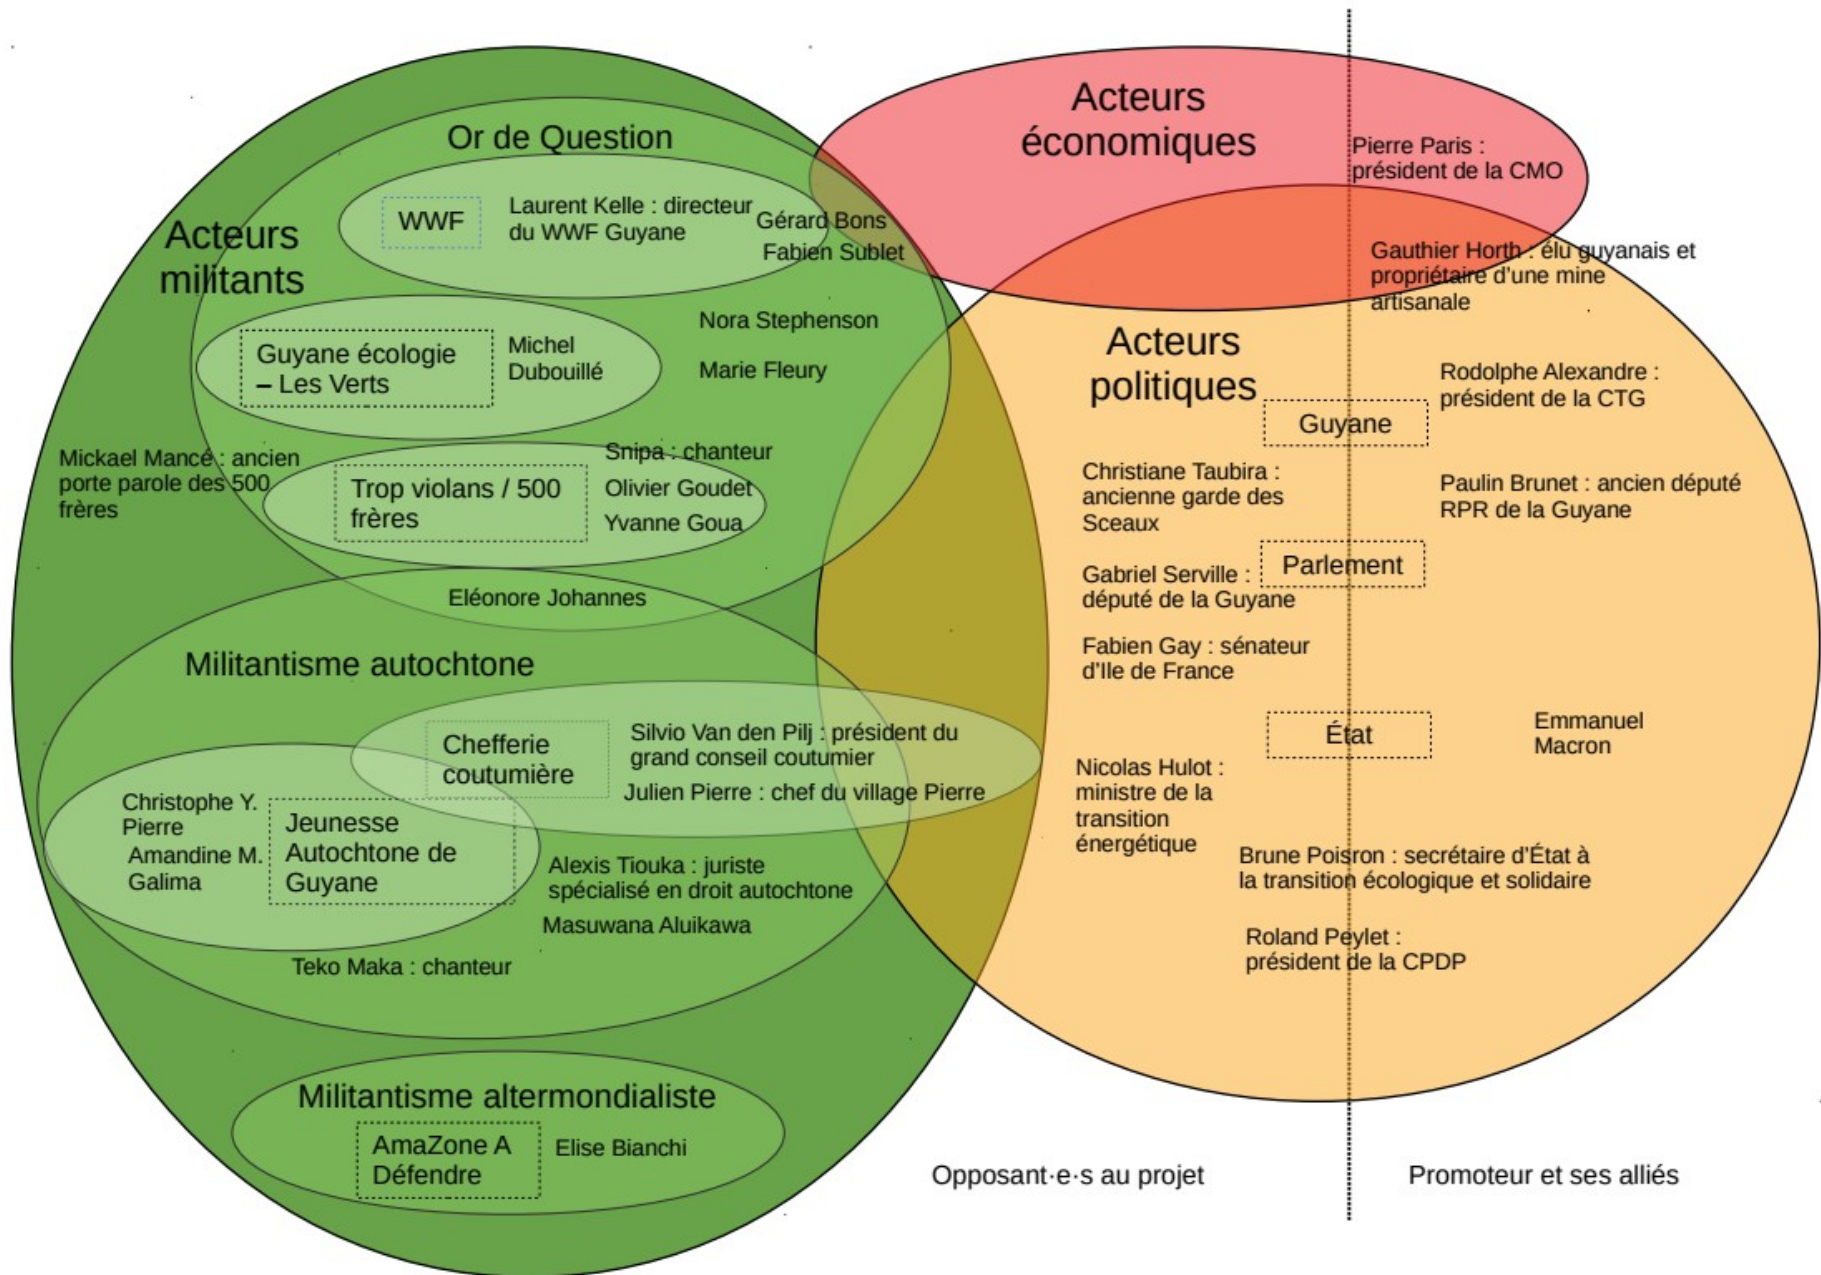 Acteurs
économiques
Pierre Paris :
président de la CMO
Or de Question
WWF
Laurent Kelle : directeur
du WWF Guyane
Gérard Bons
Fabien Sublet
Acteurs
militants
Gauthier Horth : élu guyanais et
propriétaire d'une mine
artisanale
Nora Stephenson
Marie Fleury
Guyane écologie
– Les Verts
Michel
Dubouillé
Acteurs
politiques
Guyane
Rodolphe Alexandre :
président de la CTG
Mickael Mancé : ancien
porte parole des 500
frères
Trop violans / 500
frères
Snipa : chanteur
Olivier Goudet
Yvanne Goua
Christiane Taubira :
ancienne garde des
Sceaux
Paulin Brunet : ancien député
RPR de la Guyane
Parlement
Gabriel Serville :
député de la Guyane
Eléonore Johannes
Fabien Gay : sénateur
d'Ile de France
Militantisme autochtone
Chefferie
coutumière
Silvio Van den Pilj : président du
grand conseil coutumier
Julien Pierre : chef du village Pierre
État
Emmanuel
Macron
Nicolas Hulot :
ministre de la
transition
énergétique
Christophe Y.
Pierre
Amandine M.
Galima
Jeunesse
Autochtone de
Guyane
Alexis Tiouka : juriste
spécialisé en droit autochtone
Masuwana Aluikawa
Brune Poisron : secrétaire d'État à
la transition écologique et solidaire
Roland Peylet :
président de la CPDP
Teko Maka : chanteur
Militantisme altermondialiste
AmaZone A
Défendre
Elise Bianchi
Opposant·e·s au projet
Promoteur et ses alliés